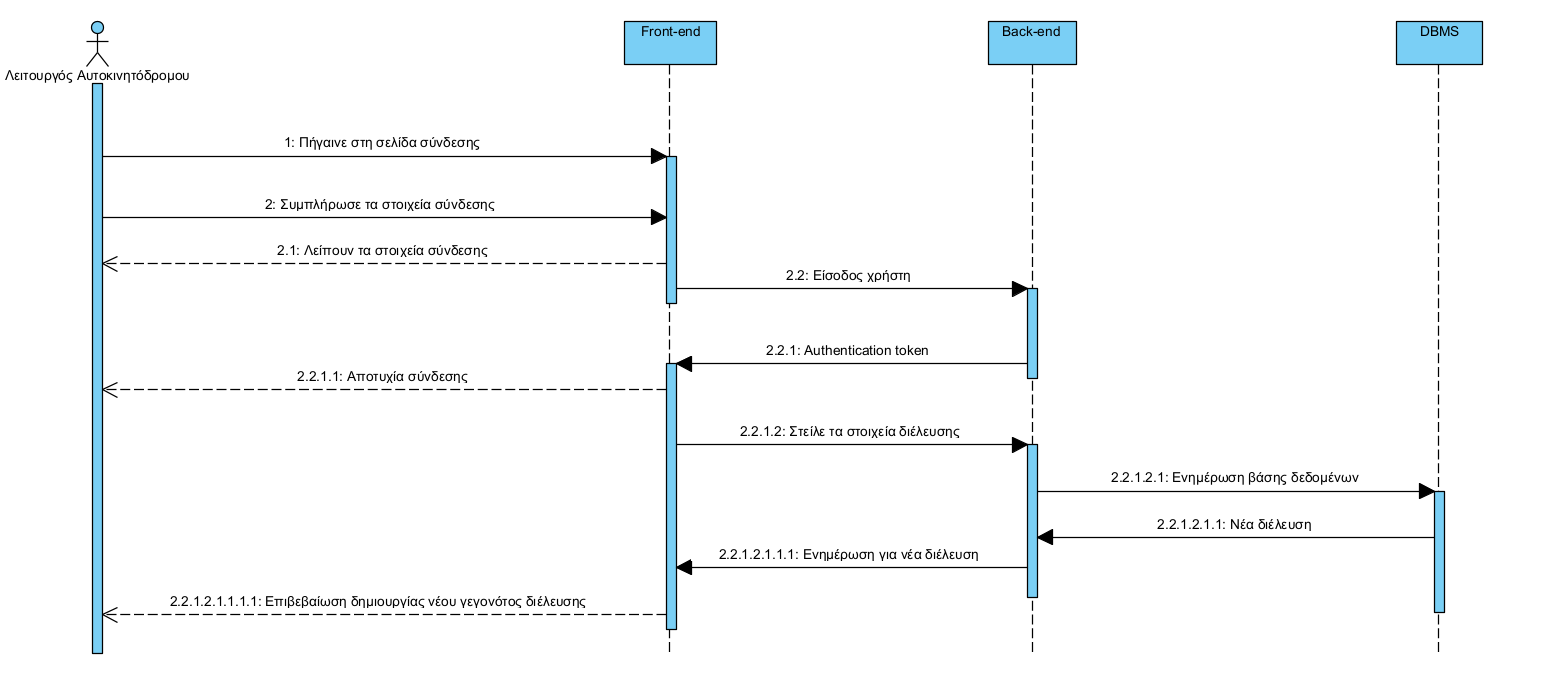 Front-end
Back-end
DBMS
Λειτουργός Αυτοκινητόδρομου
1: Πήγαινε στη σελίδα σύνδεσης
2: Συμπλήρωσε τα στοιχεία σύνδεσης
2.1: Λείπουν τα στοιχεία σύνδεσης
2.2: Είσοδος χρήστη
2.2.1: Authentication token
2.2.1.1: Αποτυχία σύνδεσης
2.2.1.2: Στείλε τα στοιχεία διέλευσης
2.2.1.2.1: Ενημέρωση βάσης δεδομένων
2.2.1.2.1.1: Νέα διέλευση
2.2.1.2.1.1.1: Ενημέρωση για νέα διέλευση
2.2.1.2.1.1.1.1: Επιβεβαίωση δημιουργίας νέου γεγονότος διέλευσης